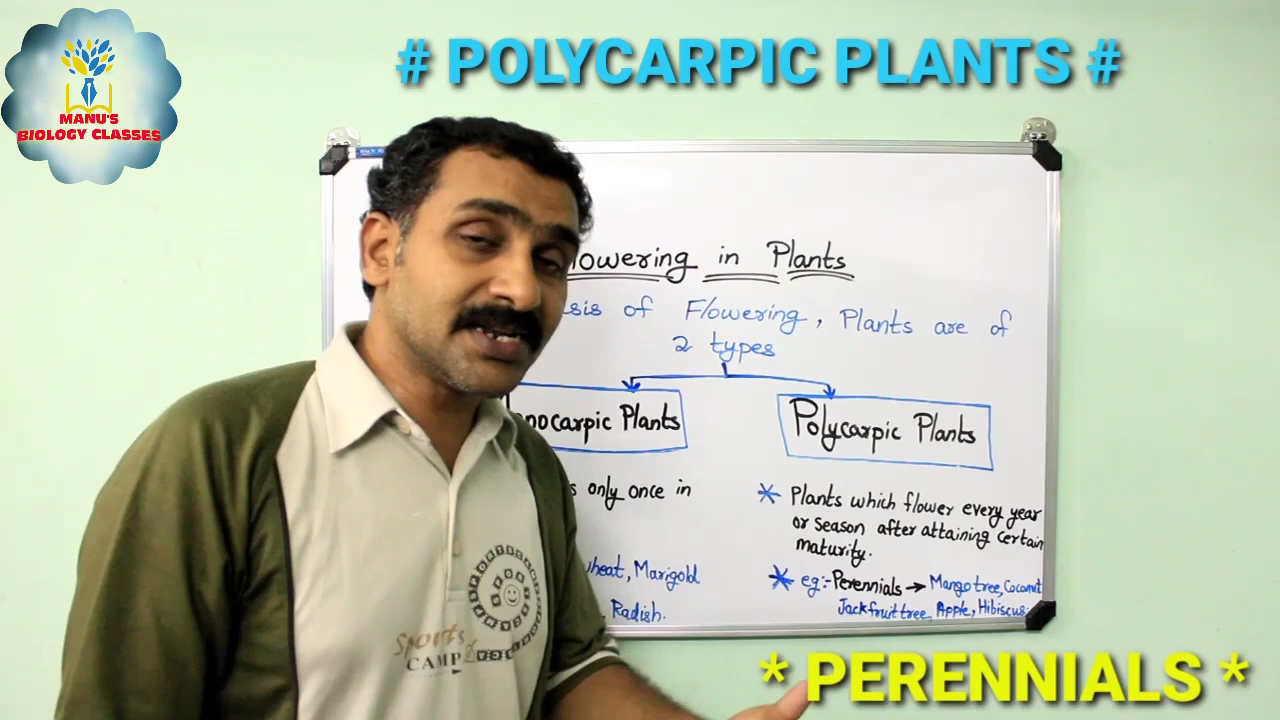 # POLYCARPIC PLANTS #
MANU'S
BIOLOGY CLASSES
lowering in Plants
sis of Flowering, Plants are of
2 types
nocarpic Plants
Polycarpic Plants
s only once in
* Plants which flower every year
or season after attaining certain
maturity.
heat, Marigold
Radish.
* eg:- Perennials → Mango tree, Coconut
Jackfruit tree, Apple, Hibiscus.
Sports
CAMP
* PERENNIALS *